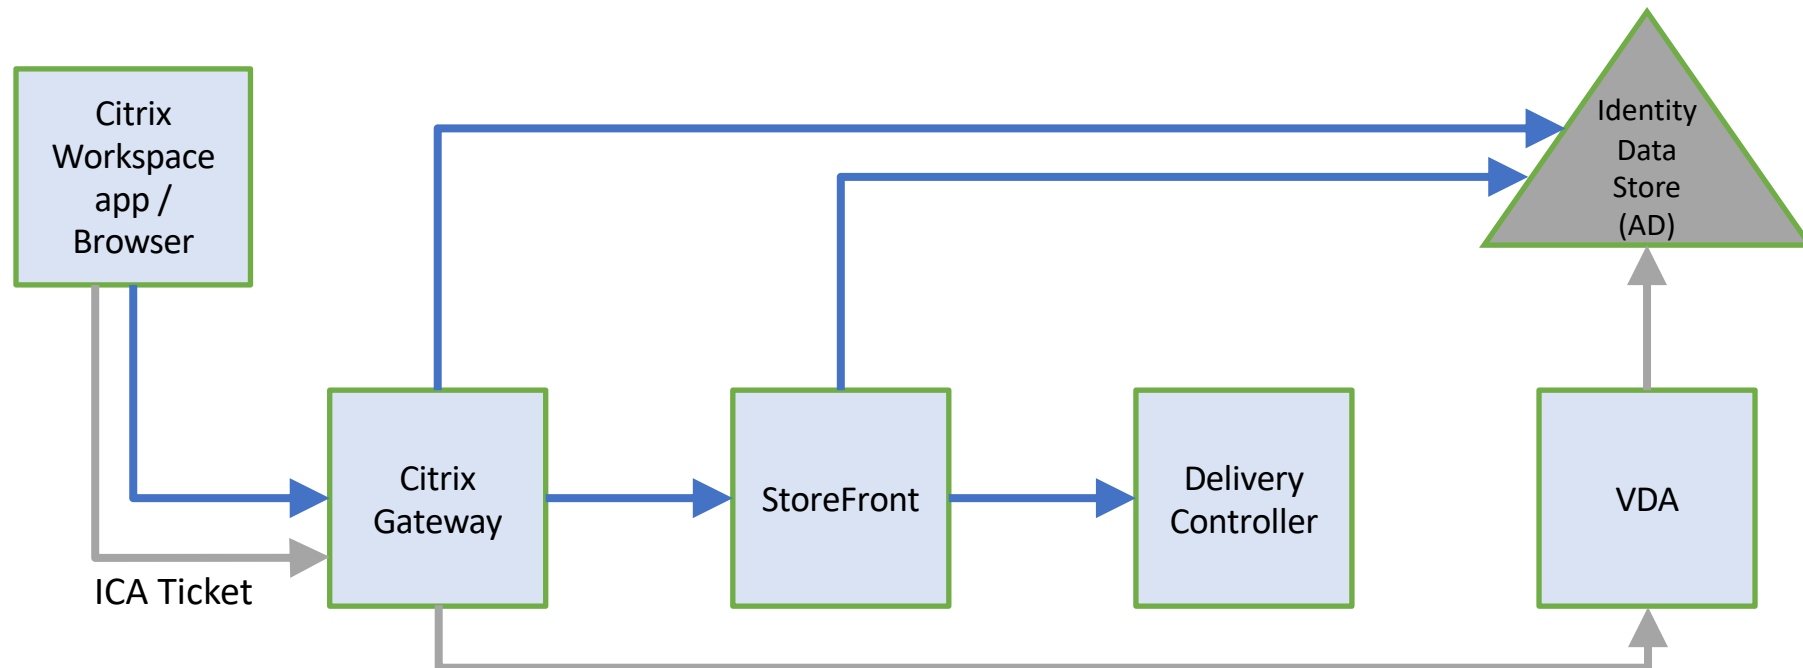 Citrix
Workspace
app /
Browser
Identity
Data
Store
(AD)
Citrix
Gateway
StoreFront
Delivery
Controller
VDA
ICA Ticket